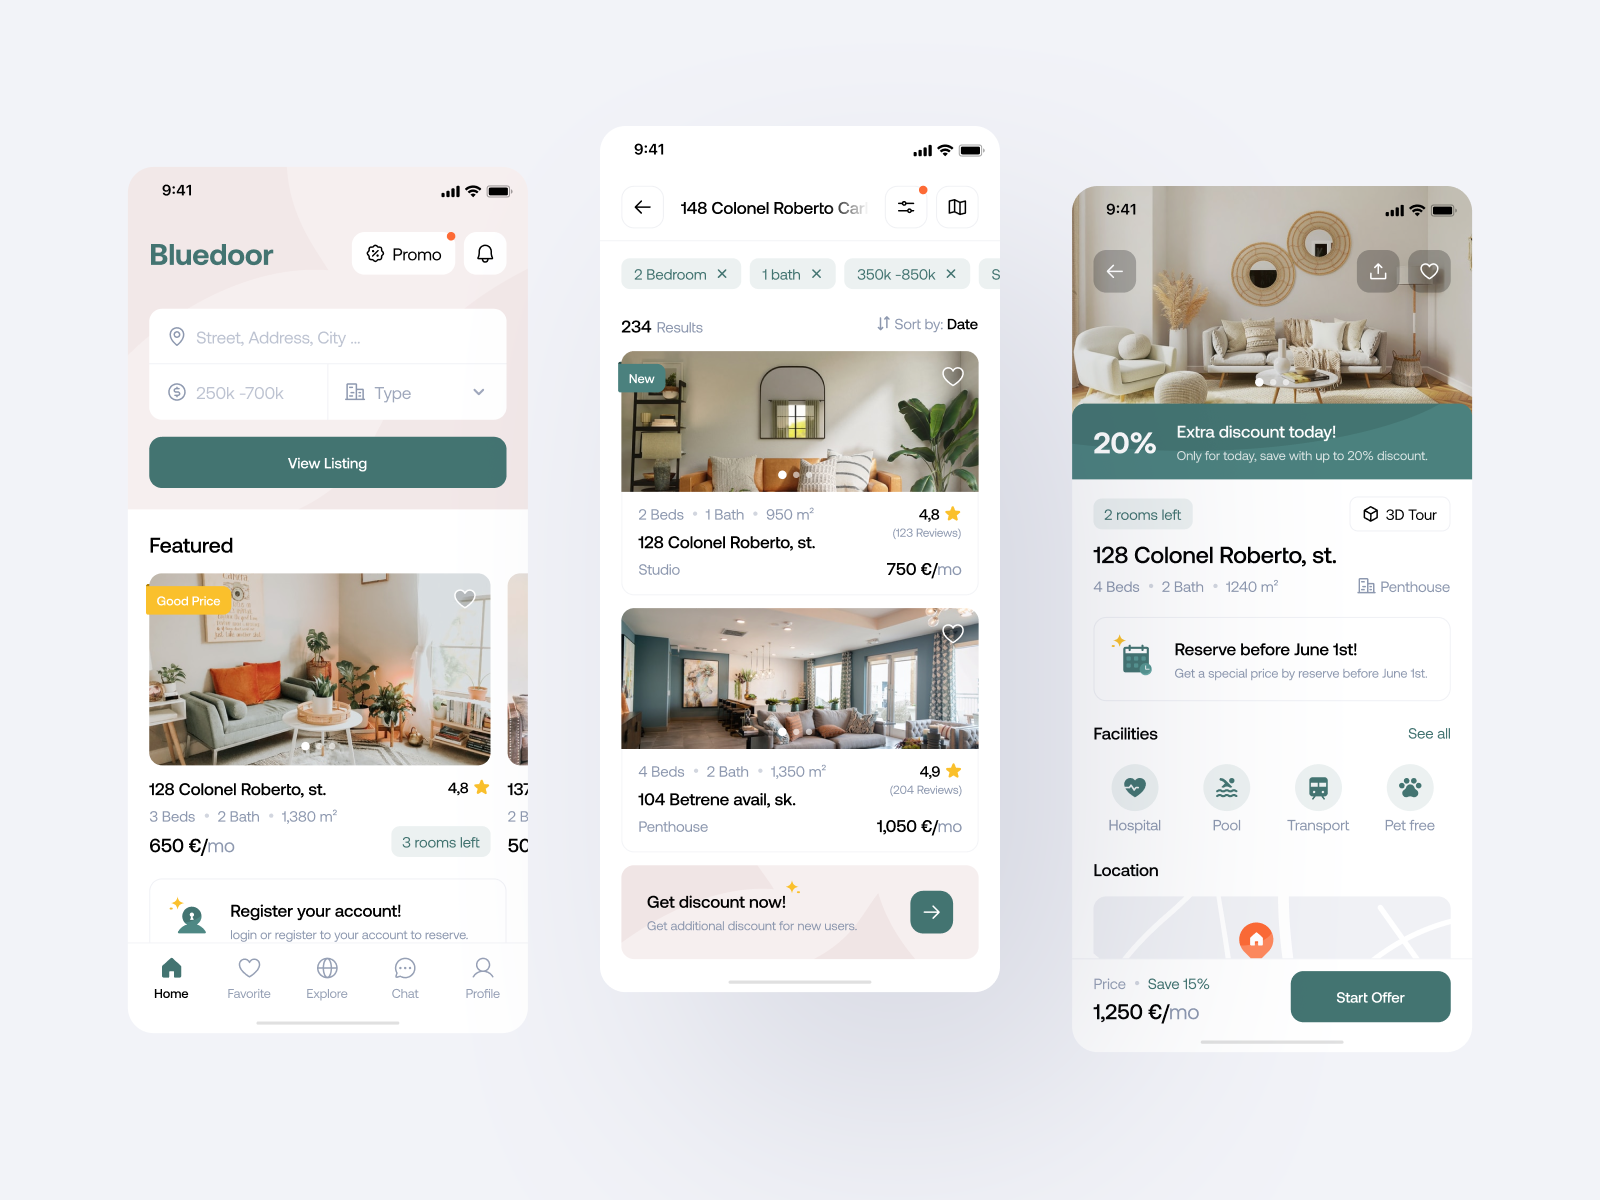 9:41
Bluedoor
Promo
Street, Address, City ...
250k -700k
Type
View Listing
Featured
Good Price
128 Colonel Roberto, st.
4,8
137
3 Beds • 2 Bath • 1,380 m²
2 B
650 €/mo
3 rooms left
50
Register your account!
login or register to your account to reserve.
Home
Favorite
Explore
Chat
Profile
9:41
148 Colonel Roberto Carl
2 Bedroom
1 bath
350k -850k
S
234 Results
Sort by: Date
New
2 Beds • 1 Bath • 950 m²
4,8
(123 Reviews)
128 Colonel Roberto, st.
Studio
750 €/mo
4 Beds • 2 Bath • 1,350 m²
4,9
(204 Reviews)
104 Betrene avail, sk.
Penthouse
1,050 €/mo
Get discount now!
Get additional discount for new users.
9:41
20%
Extra discount today!
Only for today, save with up to 20% discount.
2 rooms left
3D Tour
128 Colonel Roberto, st.
4 Beds • 2 Bath • 1240 m²
Penthouse
Reserve before June 1st!
Get a special price by reserve before June 1st.
Facilities
See all
Hospital
Pool
Transport
Pet free
Location
Price • Save 15%
1,250 €/mo
Start Offer